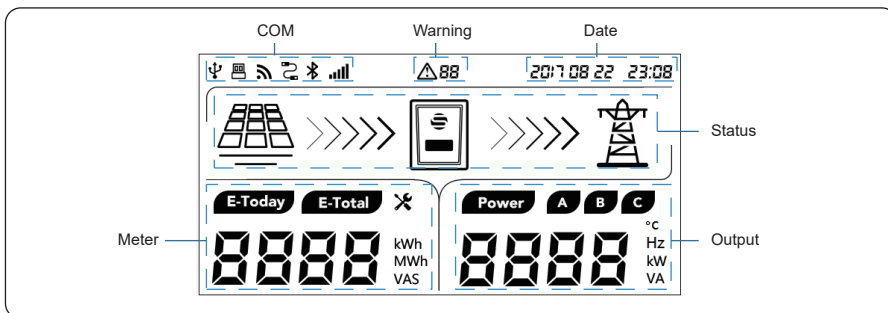 COM Warning Date
88 2017 08 22 23:08
Status
E-Today E-Total Power A B C
Meter 8888 kWh MWh VAS 8888 °C Hz kW VA Output